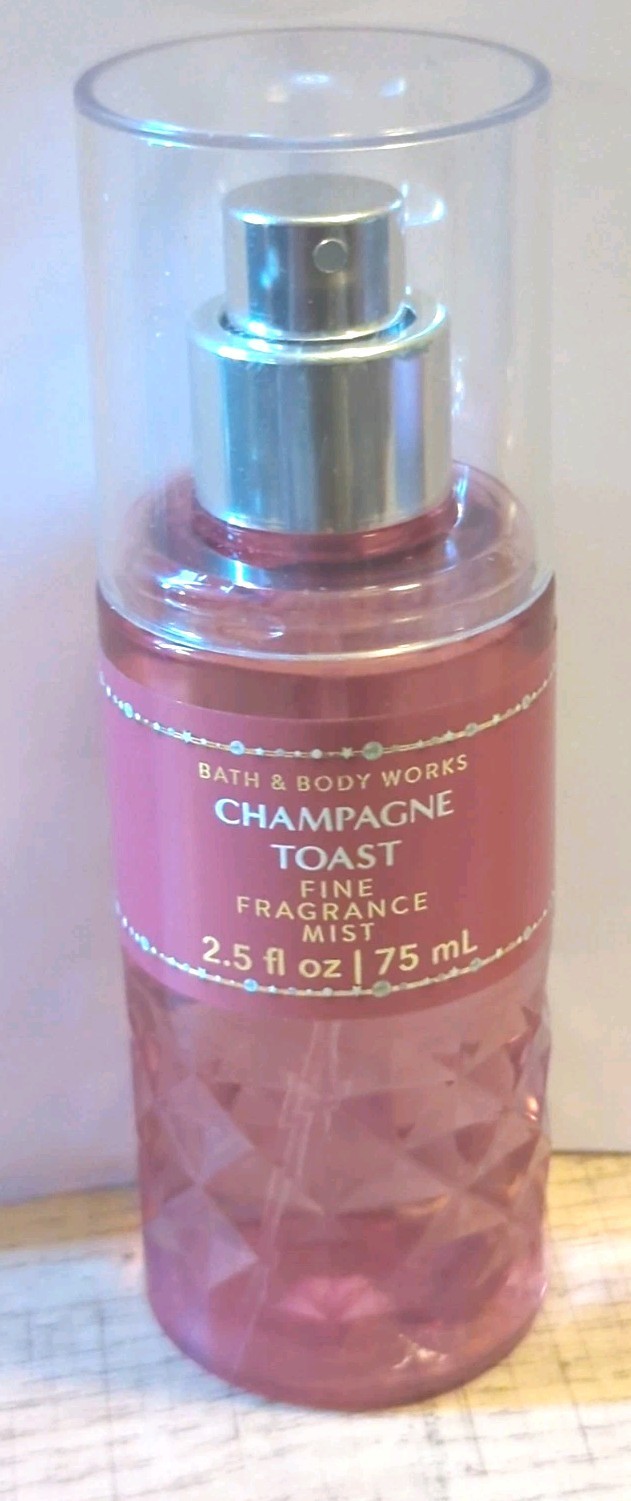 BATH & BODY WORKS
CHAMPAGNE
TOAST
FINE
FRAGRANCE
MIST
2.5 fl oz | 75 mL